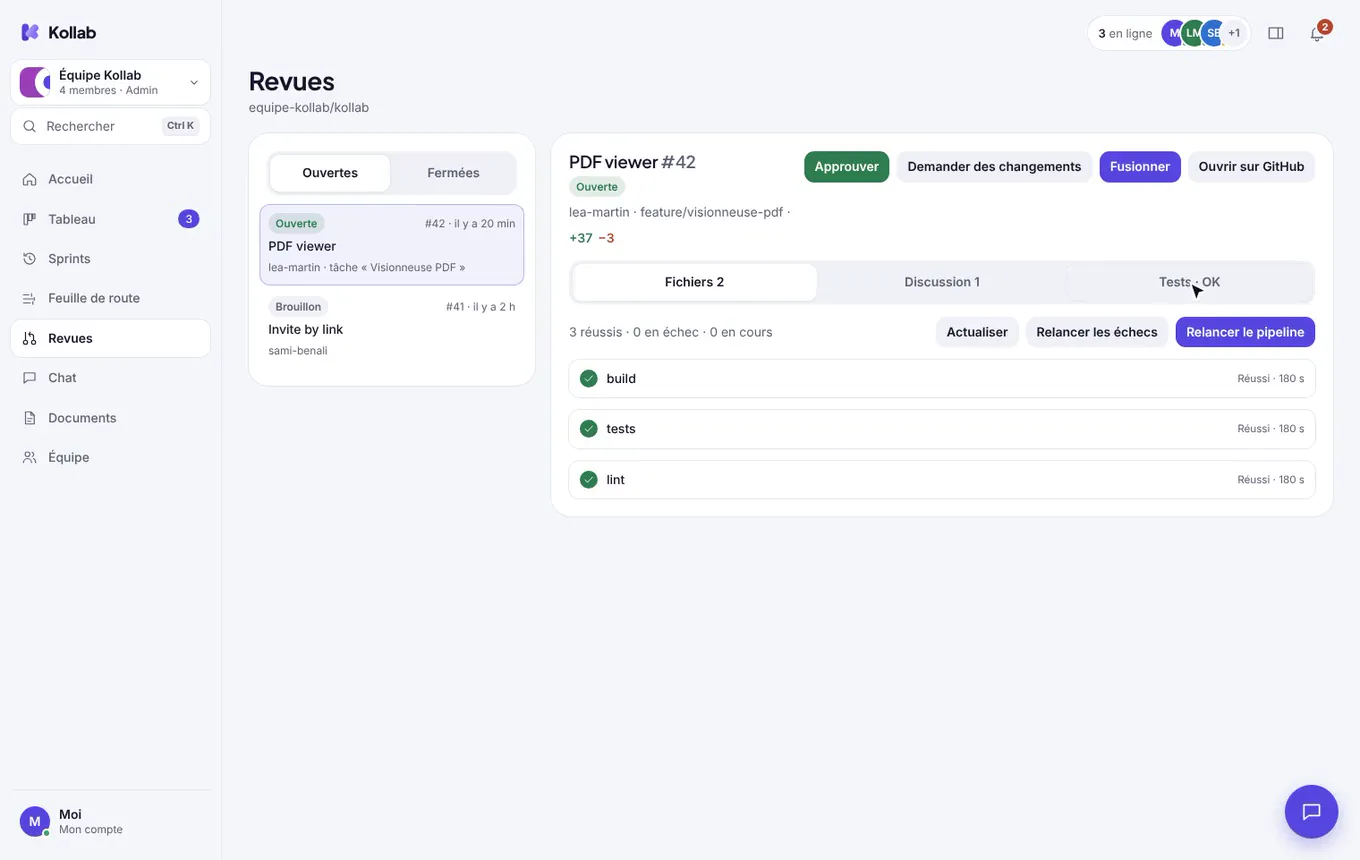 Kollab
Équipe Kollab
4 membres · Admin
Rechercher
Ctrl K
Accueil
Tableau
3
Sprints
Feuille de route
Revues
Chat
Documents
Équipe
M
Moi
Mon compte
3 en ligne
M
LM
+1
2
Revues
equipe-kollab/kollab
Ouvertes
Fermées
Ouverte
#42 · il y a 20 min
PDF viewer
lea-martin · tâche « Visionneuse PDF »
Brouillon
#41 · il y a 2 h
Invite by link
sami-benali
PDF viewer #42
Ouverte
lea-martin · feature/visionneuse-pdf ·
+37 −3
Approuver
Demander des changements
Fusionner
Ouvrir sur GitHub
Fichiers 2
Discussion 1
Tests · OK
3 réussis · 0 en échec · 0 en cours
Actualiser
Relancer les échecs
Relancer le pipeline
build
Réussi · 180 s
tests
Réussi · 180 s
lint
Réussi · 180 s